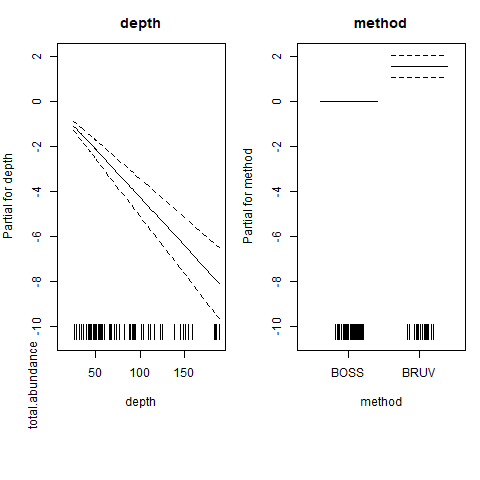 depth
Partial for depth
2
0
-2
-4
-6
-8
-10
50 100 150
depth
total.abundance
method
Partial for method
2
0
-2
-4
-6
-8
-10
BOSS BRUV
method